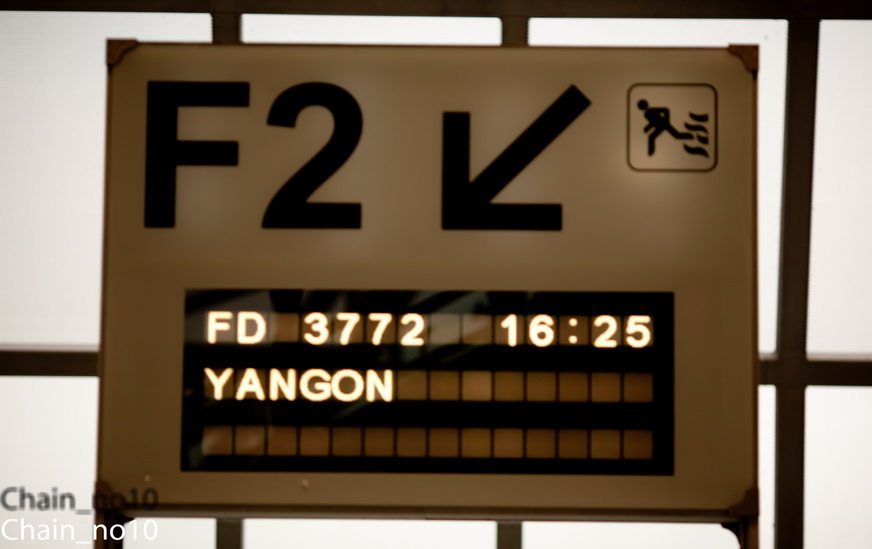 F2
FD 3772 16:25
YANGON
Chain_no10
Chain_no10